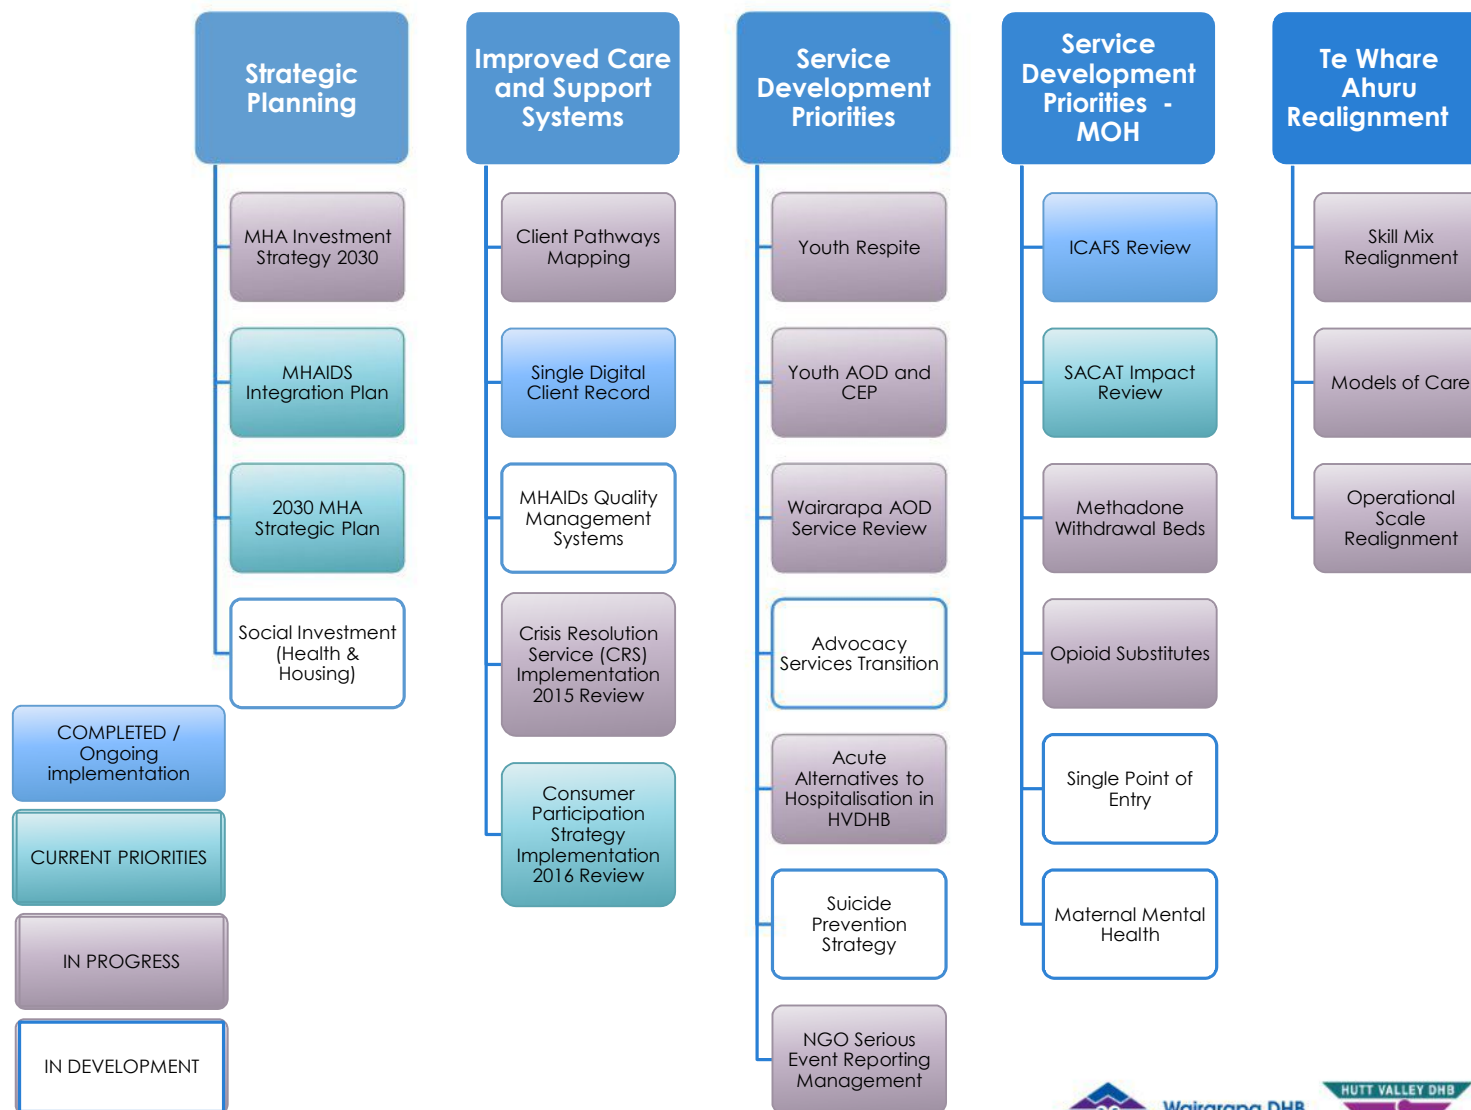 Strategic
Planning
MHA Investment
Strategy 2030
MHAIDS
Integration Plan
2030 MHA
Strategic Plan
Social Investment
(Health &
Housing)
Improved Care
and Support
Systems
Client Pathways
Mapping
Single Digital
Client Record
MHAIDs Quality
Management
Systems
Crisis Resolution
Service (CRS)
Implementation
2015 Review
Consumer
Participation
Strategy
Implementation
2016 Review
Service
Development
Priorities
Youth Respite
Youth AOD and
CEP
Wairarapa AOD
Service Review
Advocacy
Services Transition
Acute
Alternatives to
Hospitalisation in
HVDHB
Suicide
Prevention
Strategy
NGO Serious
Event Reporting
Management
Service
Development
Priorities -
MOH
ICAFS Review
SACAT Impact
Review
Methadone
Withdrawal Beds
Opioid Substitutes
Single Point of
Entry
Maternal Mental
Health
Te Whare
Ahuru
Realignment
Skill Mix
Realignment
Models of Care
Operational
Scale
Realignment
COMPLETED /
Ongoing
implementation
CURRENT PRIORITIES
IN PROGRESS
IN DEVELOPMENT
Wairarapa DHB
HUTT VALLEY DHB